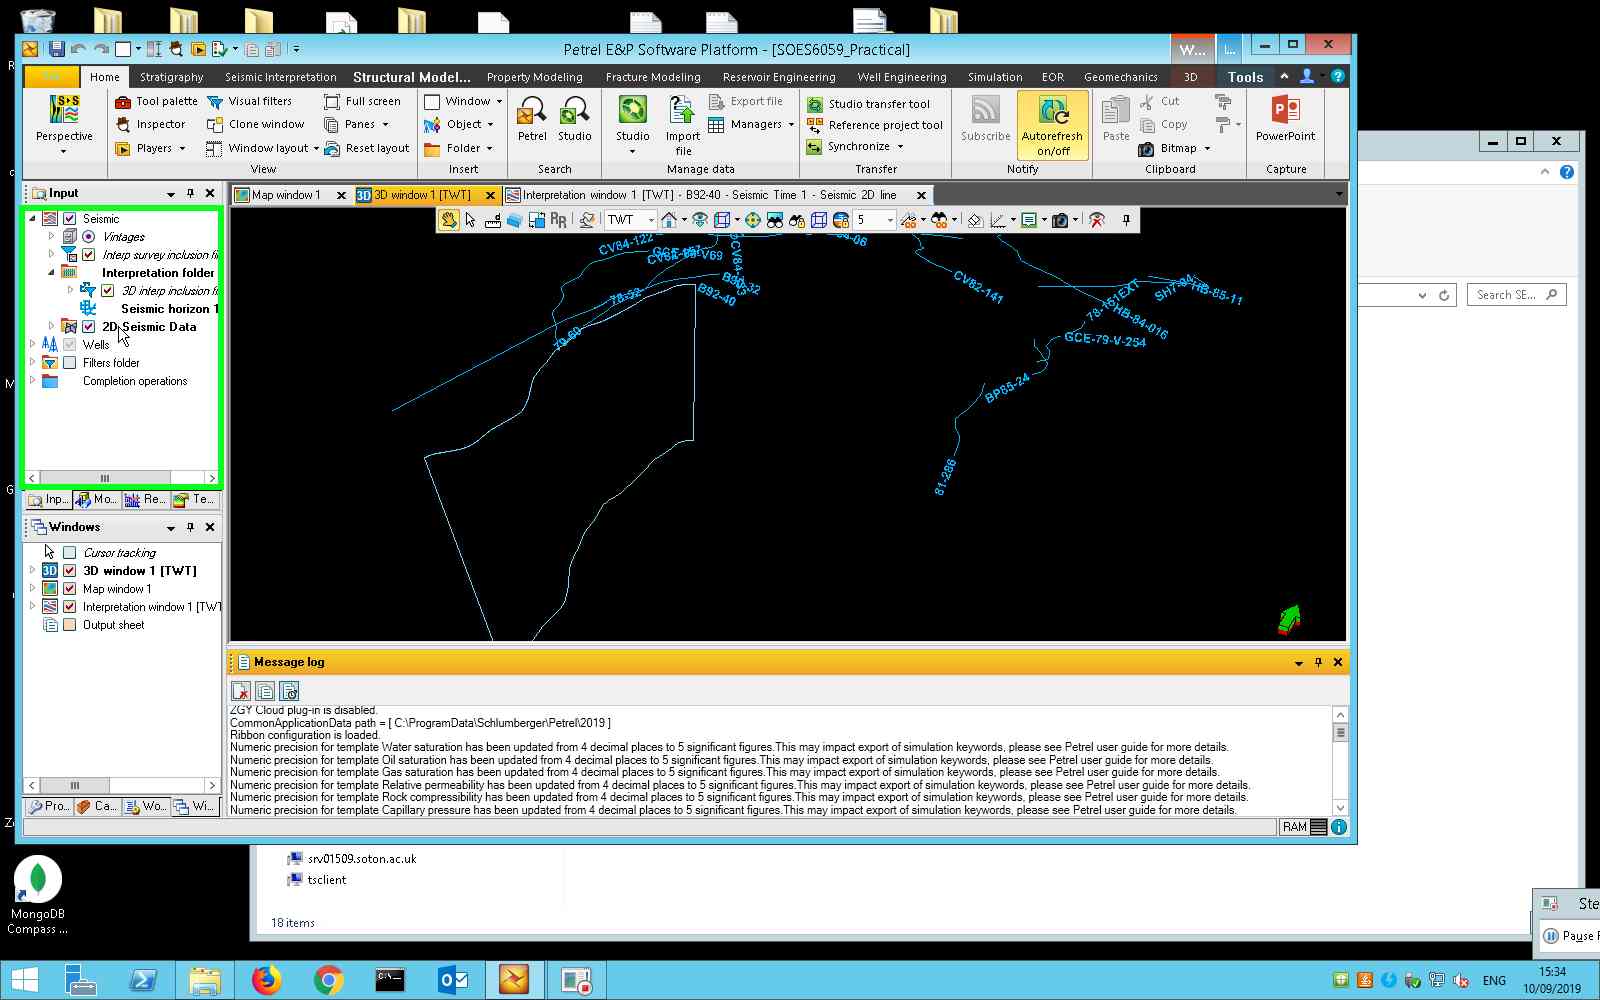 Petrel E&P Software Platform - [SOES6059_Practical]
W... L...
Home Stratigraphy Seismic Interpretation Structural Model... Property Modeling Fracture Modeling Reservoir Engineering Well Engineering Simulation EOR Geomechanics 3D Tools
Perspective
Tool palette Visual filters Full screen
Inspector Clone window Panes
Players Window layout Reset layout
View
Window
Object
Folder
Insert
Petrel Studio
Search
Studio Import file
Export file
Managers
Manage data
Studio transfer tool
Reference project tool
Synchronize
Transfer
Subscribe Autorefresh on/off
Notify
Paste
Cut
Copy
Bitmap
Clipboard
PowerPoint
Capture
Input
Map window 1 3D 3D window 1 [TWT] Interpretation window 1 [TWT] - B92-40 - Seismic Time 1 - Seismic 2D line
TWT 5
Seismic
Vintages
Interp survey inclusion fi
Interpretation folder
3D interp inclusion fi
Seismic horizon 1
2D Seismic Data
Wells
Filters folder
Completion operations
Inp... Mo... Re... Te...
CV84-122
CV82-141
78-52
79-60
B92-40
HB-85-11
HB-84-016
GCE-79-V-254
BP85-24
81-286
Windows
Cursor tracking
3D 3D window 1 [TWT]
Map window 1
Interpretation window 1 [TWT
Output sheet
Pro... Ca... Wo... Wi...
Message log
ZGY Cloud plug-in is disabled.
CommonApplicationData path = [ C:\ProgramData\Schlumberger\Petrel\2019 ]
Ribbon configuration is loaded.
Numeric precision for template Water saturation has been updated from 4 decimal places to 5 significant figures.This may impact export of simulation keywords, please see Petrel user guide for more details.
Numeric precision for template Oil saturation has been updated from 4 decimal places to 5 significant figures.This may impact export of simulation keywords, please see Petrel user guide for more details.
Numeric precision for template Gas saturation has been updated from 4 decimal places to 5 significant figures.This may impact export of simulation keywords, please see Petrel user guide for more details.
Numeric precision for template Relative permeability has been updated from 4 decimal places to 5 significant figures.This may impact export of simulation keywords, please see Petrel user guide for more details.
Numeric precision for template Rock compressibility has been updated from 4 decimal places to 5 significant figures.This may impact export of simulation keywords, please see Petrel user guide for more details.
Numeric precision for template Capillary pressure has been updated from 4 decimal places to 5 significant figures.This may impact export of simulation keywords, please see Petrel user guide for more details.
RAM
Search SE...
srv01509.soton.ac.uk
tsclient
18 items
MongoDB
Compass ...
Ste
Pause
ENG
15:34
10/09/2019